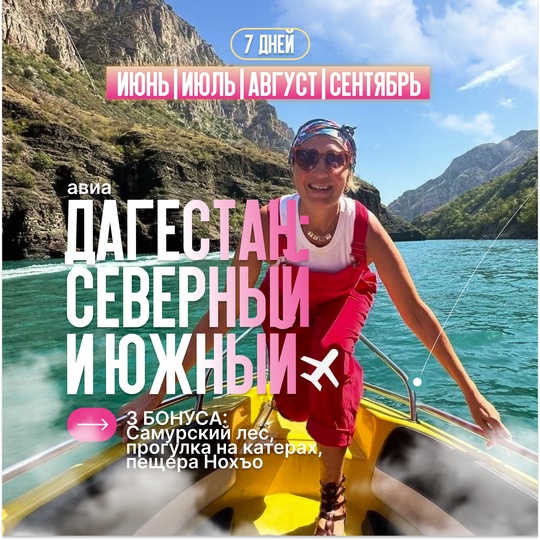 7 ДНЕЙ
ИЮНЬ|ИЮЛЬ|АВГУСТ|СЕНТЯБРЬ
авиа
ДАГЕСТАН:
СЕВЕРНЫЙ
И ЮЖНЫЙ
3 БОНУСА:
Самурский лес,
прогулка на катерах,
пещера Нохъо